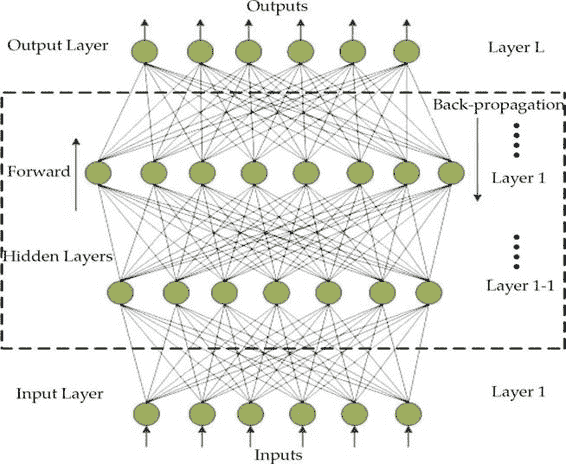 Outputs
Output Layer
Layer L
Back-propagation
Forward
Layer 1
Hidden Layers
Layer 1-1
Input Layer
Layer 1
Inputs